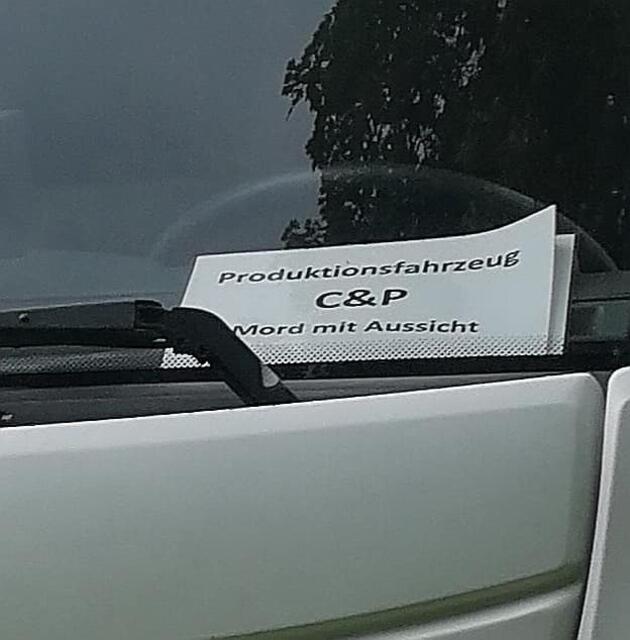 Produktionsfahrzeug
C&P
Mord mit Aussicht